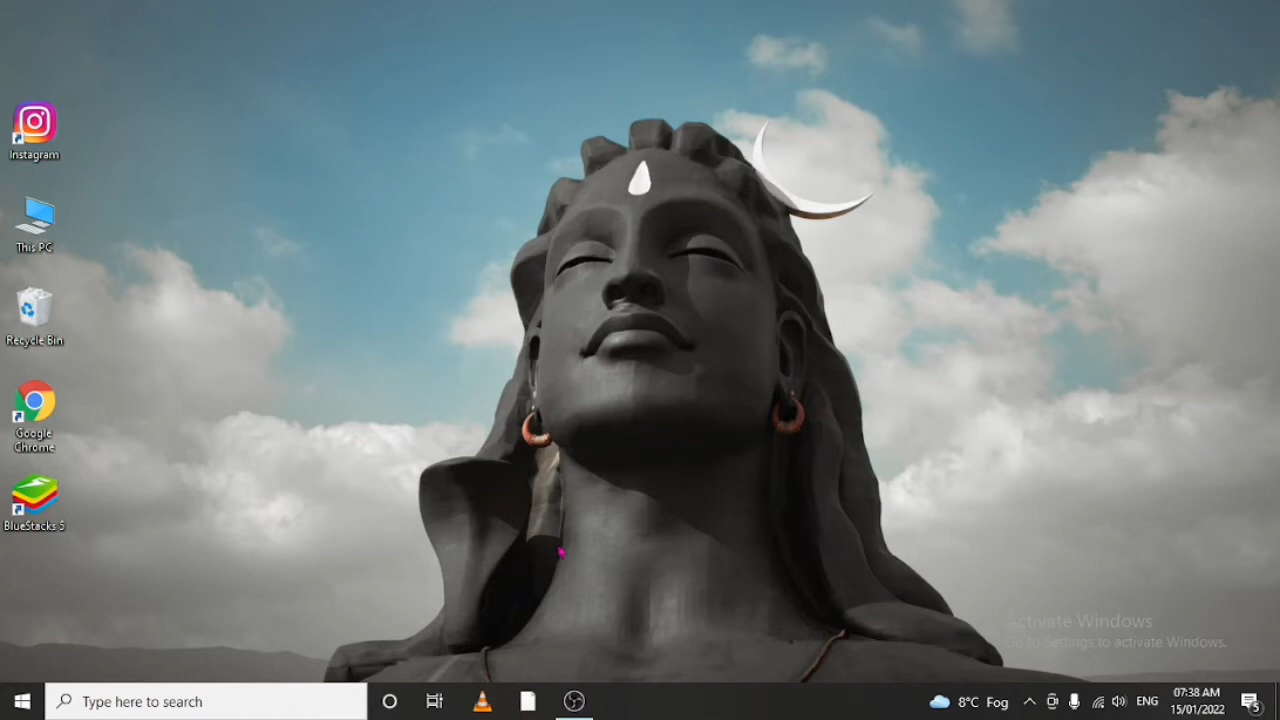 Instagram
This PC
Recycle Bin
Google
Chrome
BlueStacks 5
Activate Windows
Go to Settings to activate Windows.
Type here to search
8°C Fog
ENG
07:38 AM
15/01/2022
5